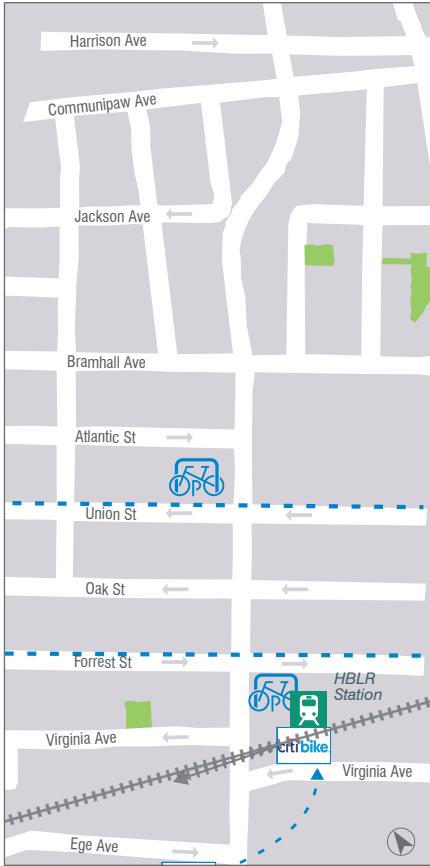 Harrison Ave
Communipaw Ave
Jackson Ave
Bramhall Ave
Atlantic St
Union St
Oak St
Forrest St
HBLR
Station
Virginia Ave
citibike
Virginia Ave
Ege Ave